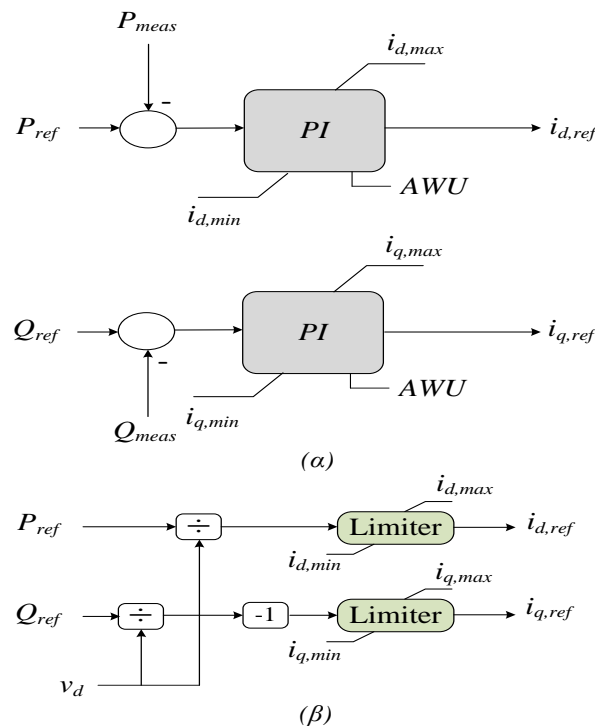 P_meas
-
i_d,max
P_ref
PI
i_d,ref
AWU
i_d,min
i_q,max
Q_ref
PI
i_q,ref
-
AWU
i_q,min
Q_meas
(α)
i_d,max
P_ref
÷
Limiter
i_d,ref
i_d,min
i_q,max
Q_ref
÷
-1
Limiter
i_q,ref
i_q,min
v_d
(β)